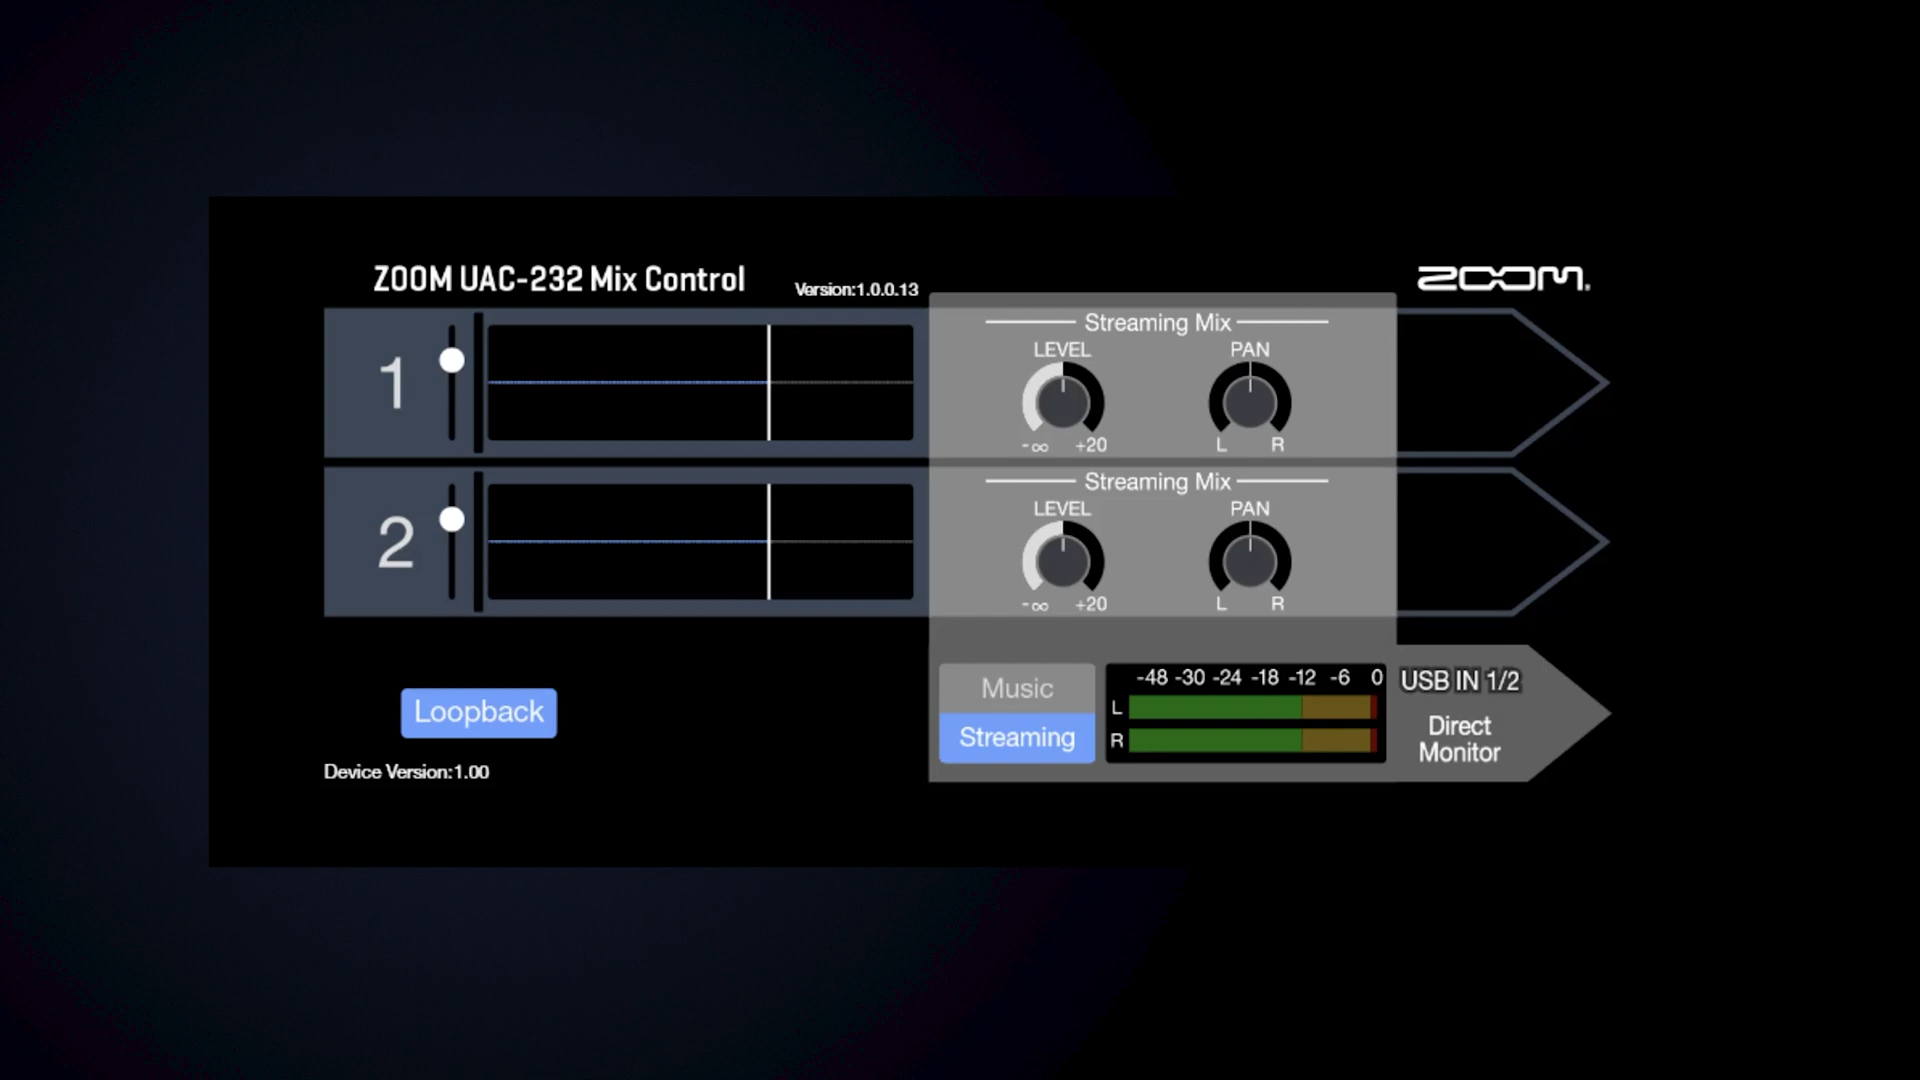 ZOOM UAC-232 Mix Control
Version:1.0.0.13
ZOOM.
1
Streaming Mix
LEVEL
PAN
-∞ +20
L R
2
Streaming Mix
LEVEL
PAN
-∞ +20
L R
Loopback
Device Version:1.00
Music
Streaming
-48 -30 -24 -18 -12 -6 0
L
R
USB IN 1/2
Direct
Monitor